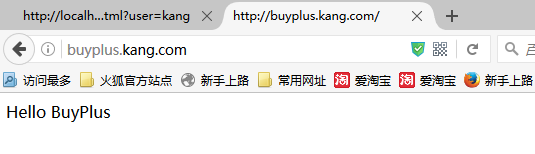 http://localh...tml?user=kang
http://buyplus.kang.com/
buyplus.kang.com
访问最多 火狐官方站点 新手上路 常用网址 淘 爱淘宝 淘 爱淘宝 新手上路
Hello BuyPlus